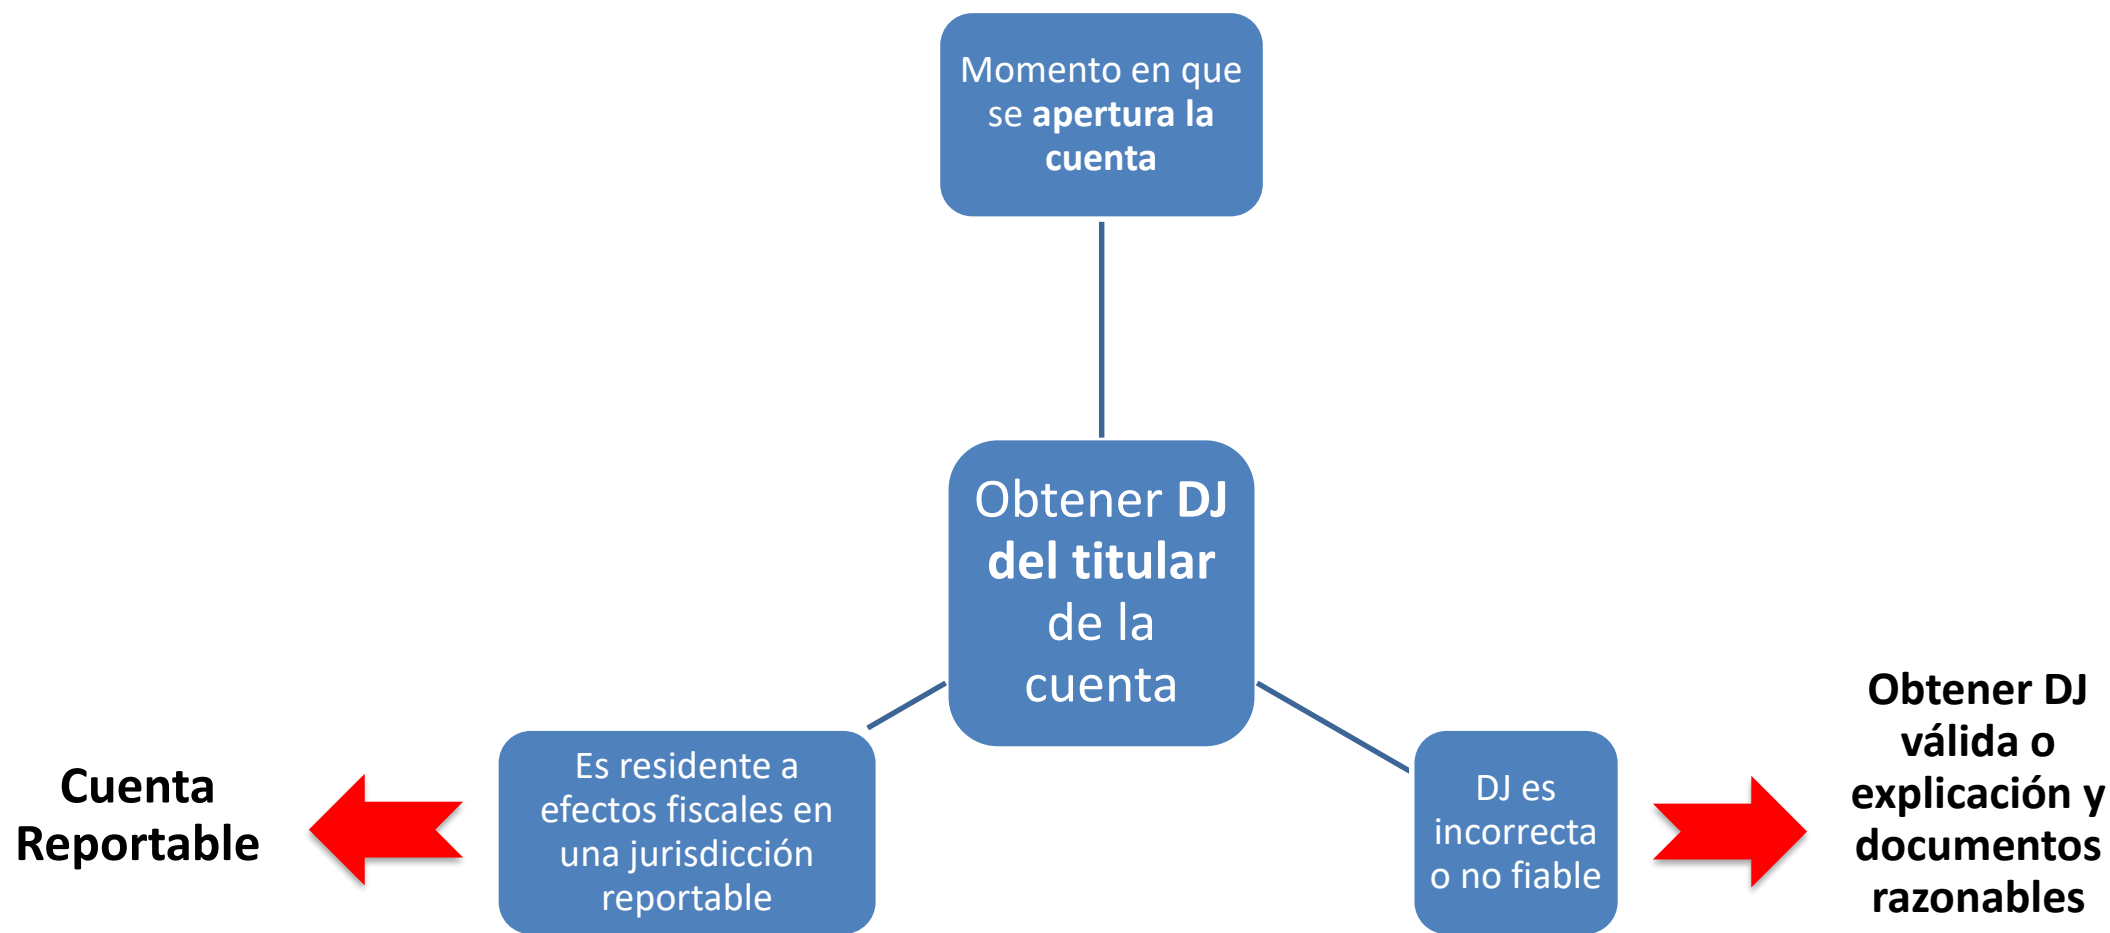 Momento en que
se apertura la
cuenta
Obtener DJ
del titular
de la
cuenta
Cuenta
Reportable
Es residente a
efectos fiscales en
una jurisdicción
reportable
DJ es
incorrecta
o no fiable
Obtener DJ
válida o
explicación y
documentos
razonables